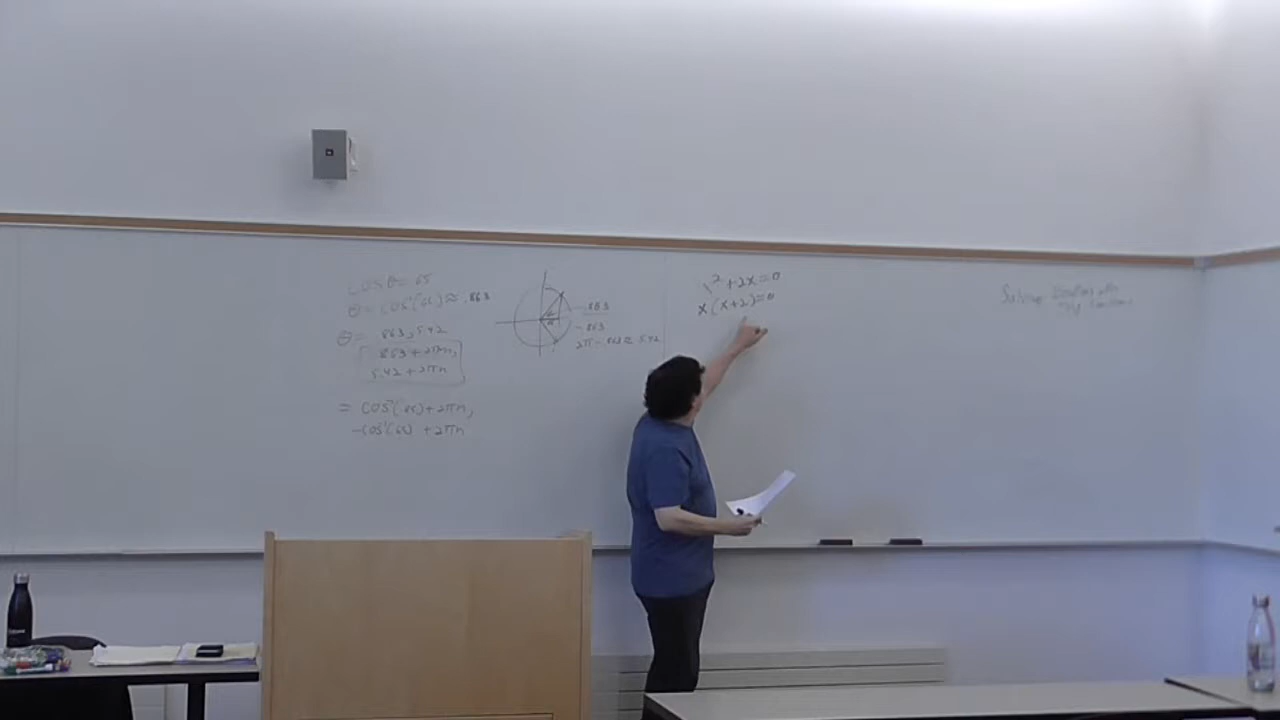 cos θ = .65
θ = cos⁻¹(.65) ≈ .863
θ = .863, 5.42
.863 + 2πn,
5.42 + 2πn
= cos⁻¹(.65) + 2πn,
-cos⁻¹(.65) + 2πn
.863
-.863
2π - .863 ≈ 5.42
x² + 2x = 0
x(x+2) = 0
Solving